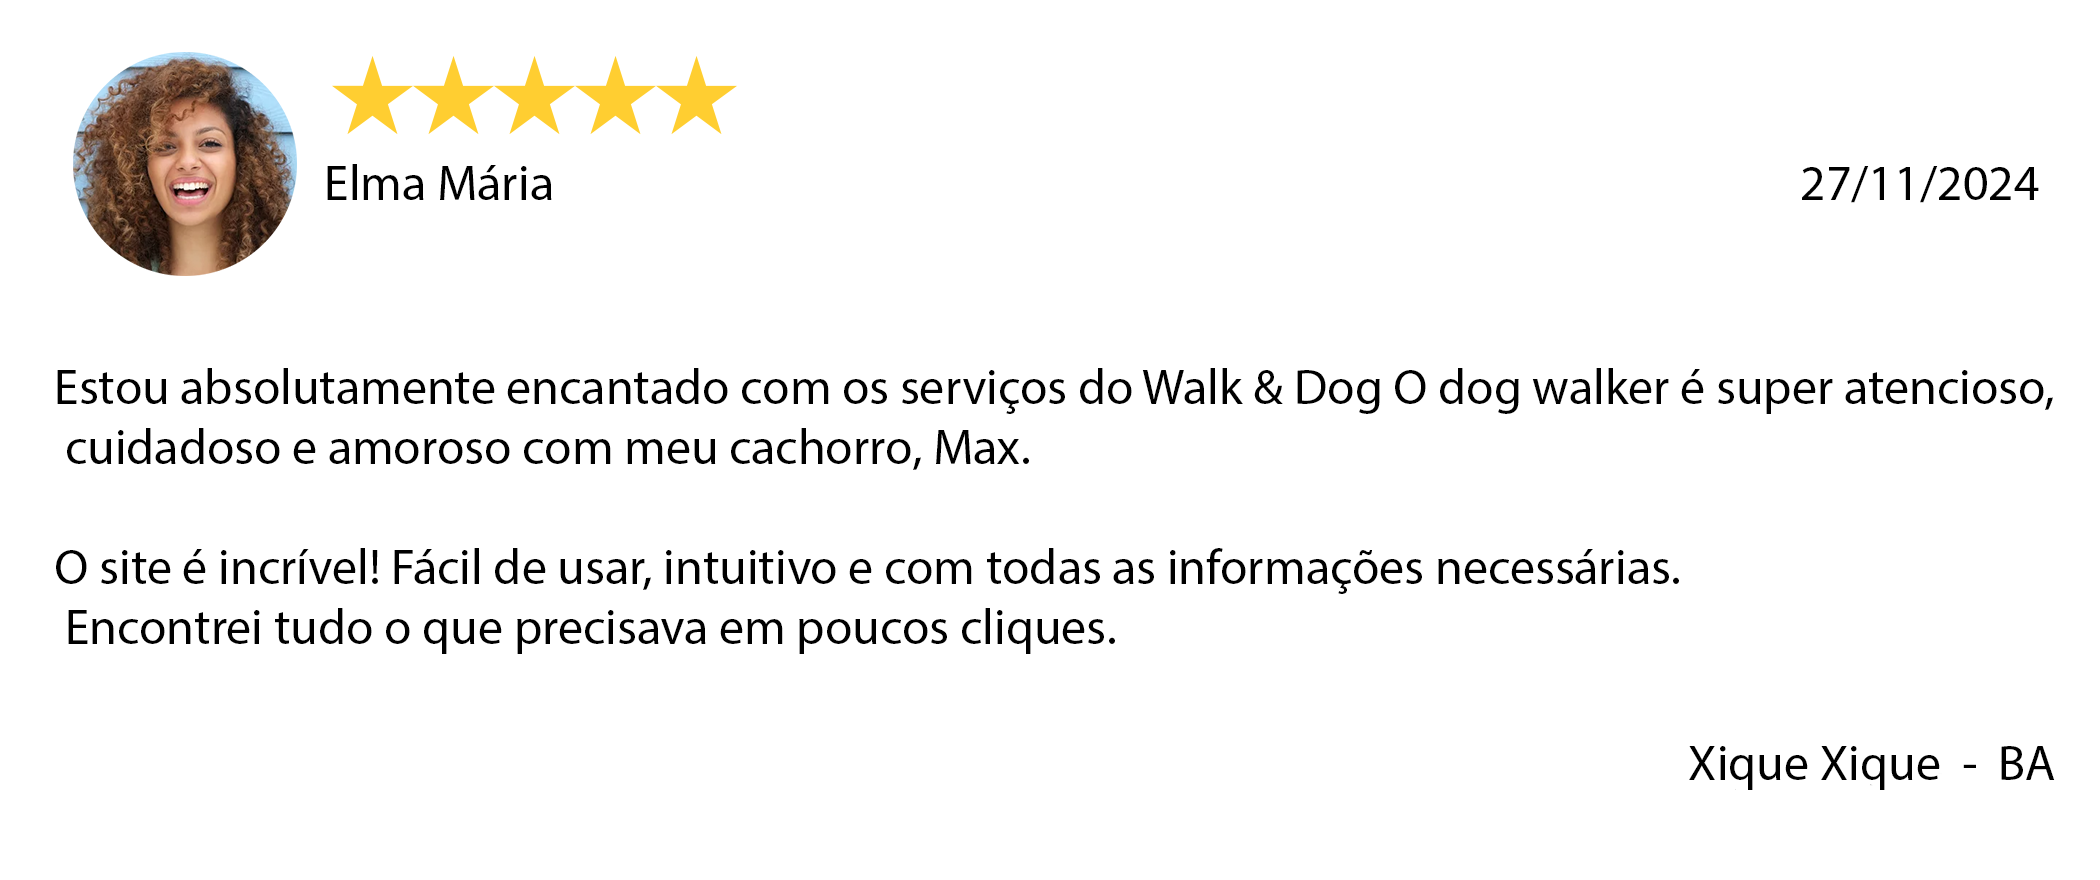 Elma Mária
27/11/2024
Estou absolutamente encantado com os serviços do Walk & Dog O dog walker é super atencioso,
cuidadoso e amoroso com meu cachorro, Max.
O site é incrível! Fácil de usar, intuitivo e com todas as informações necessárias.
Encontrei tudo o que precisava em poucos cliques.
Xique Xique - BA